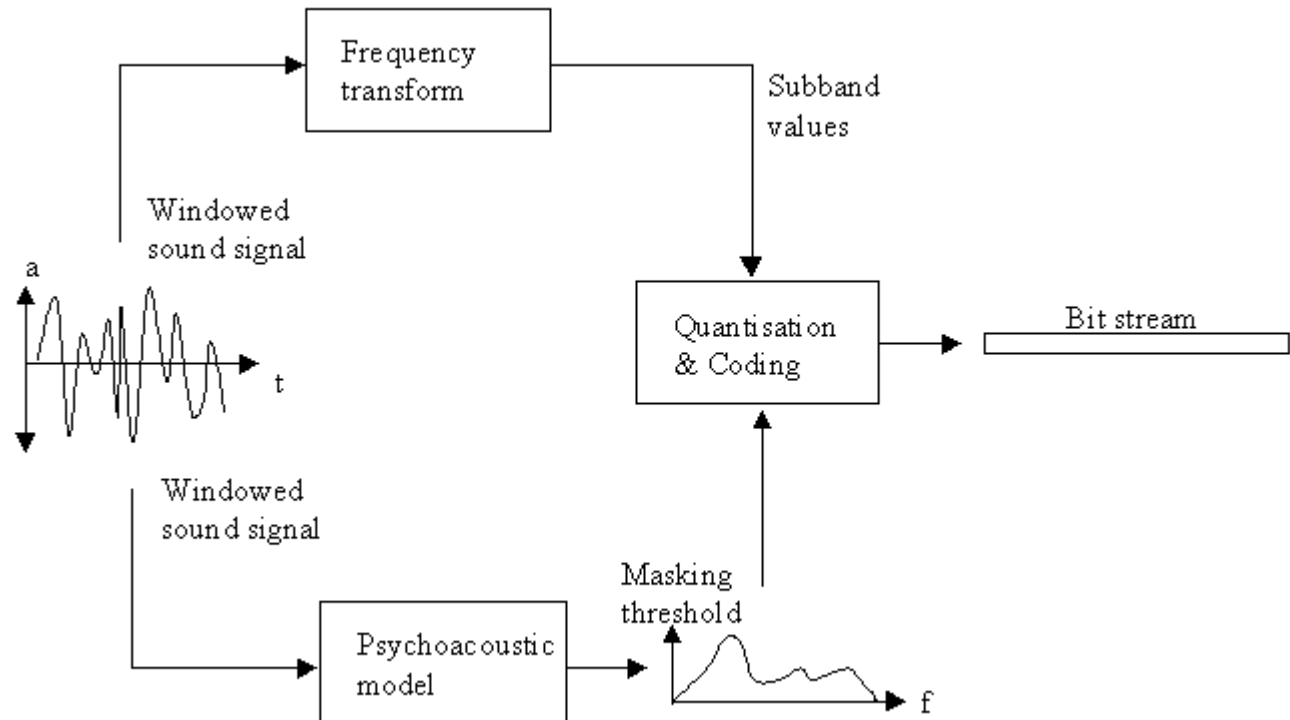 Frequency
transform
Subband
values
Windowed
sound signal
a
t
Quantisation
& Coding
Bit stream
Windowed
sound signal
Masking
threshold
Psychoacoustic
model
f